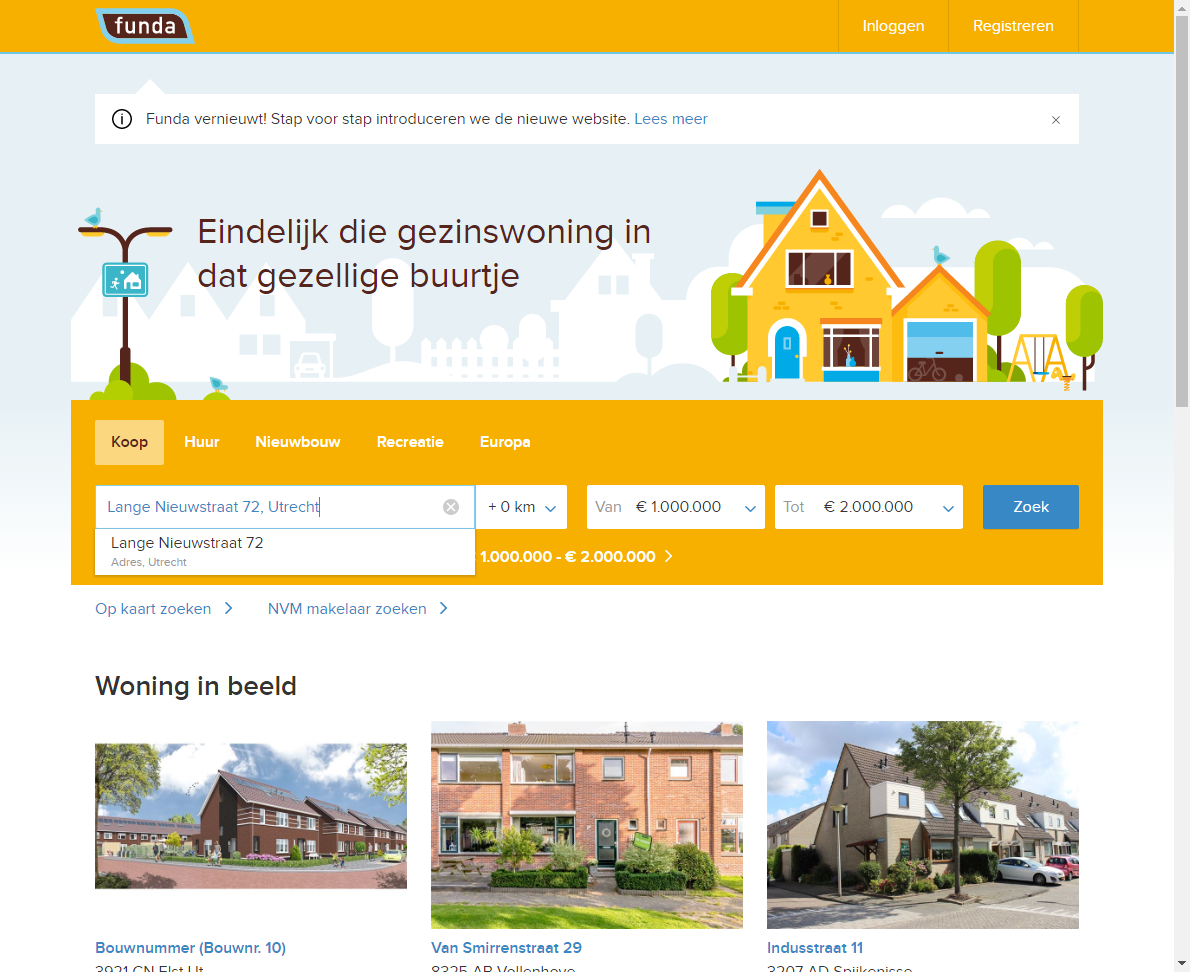 funda
Inloggen
Registreren
Funda vernieuwt! Stap voor stap introduceren we de nieuwe website. Lees meer
Eindelijk die gezinswoning in
dat gezellige buurtje
Koop
Huur
Nieuwbouw
Recreatie
Europa
Lange Nieuwstraat 72, Utrecht
+ 0 km
Van € 1.000.000
Tot € 2.000.000
Zoek
Lange Nieuwstraat 72
Adres, Utrecht
1.000.000 - € 2.000.000
Op kaart zoeken
NVM makelaar zoeken
Woning in beeld
Bouwnummer (Bouwnr. 10)
Van Smirrenstraat 29
Indusstraat 11
3921 CN Elst Ut
8325 AB Vollenhove
3207 AD Spijkenisse